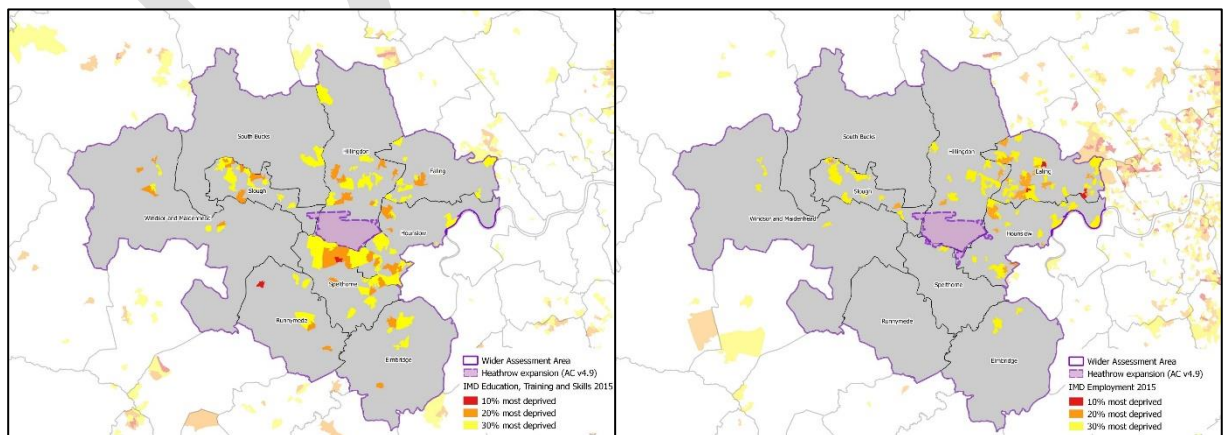 South Bucks
Hillingdon
Ealing
Slough
Windsor and Maidenhead
Hounslow
Spelthorne
Runnymede
Elmbridge
Wider Assessment Area
Heathrow expansion (AC v4.9)
IMD Education, Training and Skills 2015
10% most deprived
20% most deprived
30% most deprived
South Bucks
Hillingdon
Ealing
Slough
Windsor and Maidenhead
Hounslow
Spelthorne
Runnymede
Elmbridge
Wider Assessment Area
Heathrow expansion (AC v4.9)
IMD Employment 2015
10% most deprived
20% most deprived
30% most deprived